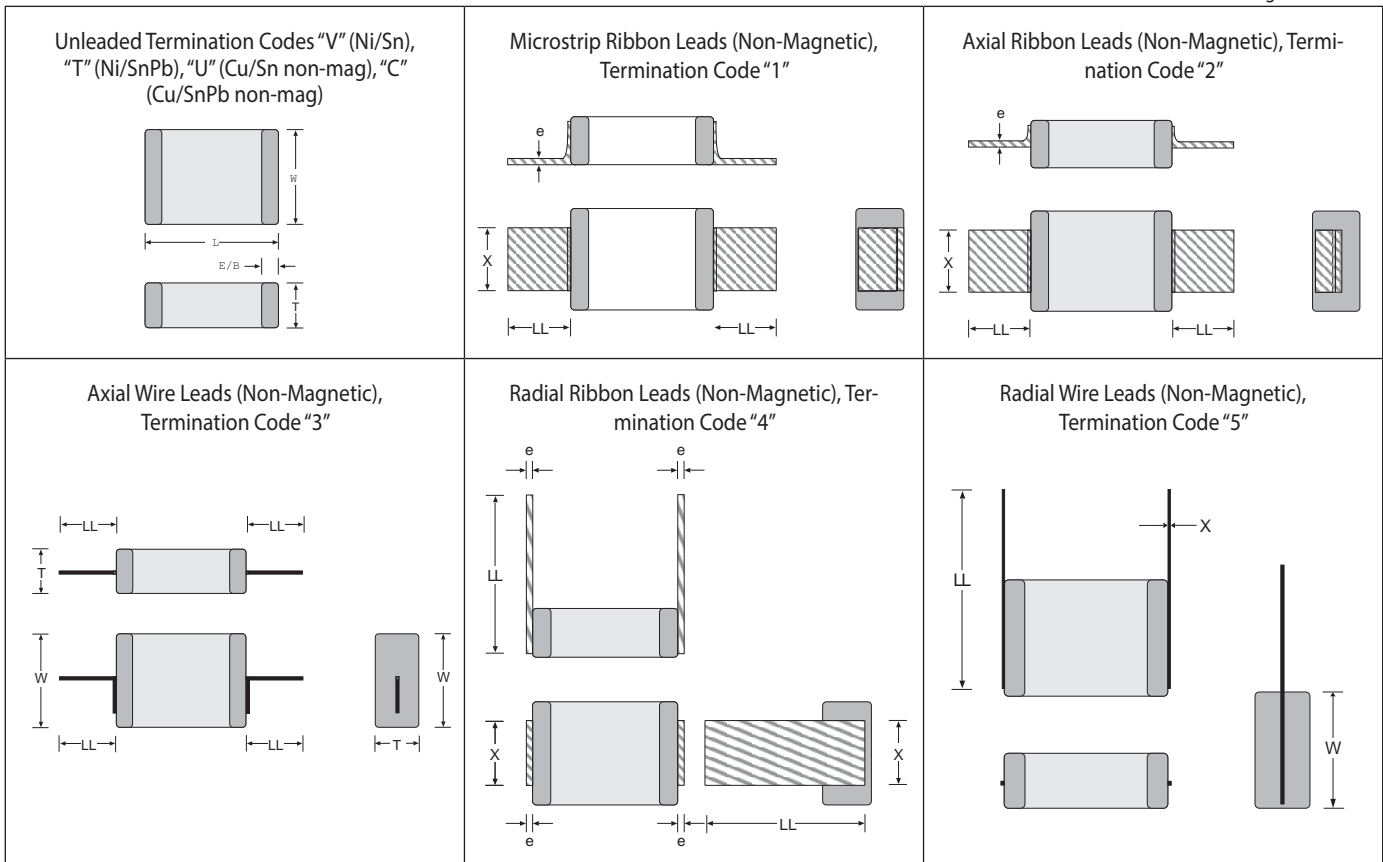 Unleaded Termination Codes “V” (Ni/Sn),
“T” (Ni/SnPb), “U” (Cu/Sn non-mag), “C”
(Cu/SnPb non-mag)
W
L
E/B
T
Microstrip Ribbon Leads (Non-Magnetic),
Termination Code “1”
e
X
LL
LL
Axial Ribbon Leads (Non-Magnetic), Termi-
nation Code “2”
e
X
LL
LL
Axial Wire Leads (Non-Magnetic),
Termination Code “3”
LL
LL
T
W
W
LL
LL
T
Radial Ribbon Leads (Non-Magnetic), Ter-
mination Code “4”
e
e
LL
X
X
LL
e
e
Radial Wire Leads (Non-Magnetic),
Termination Code “5”
X
LL
W